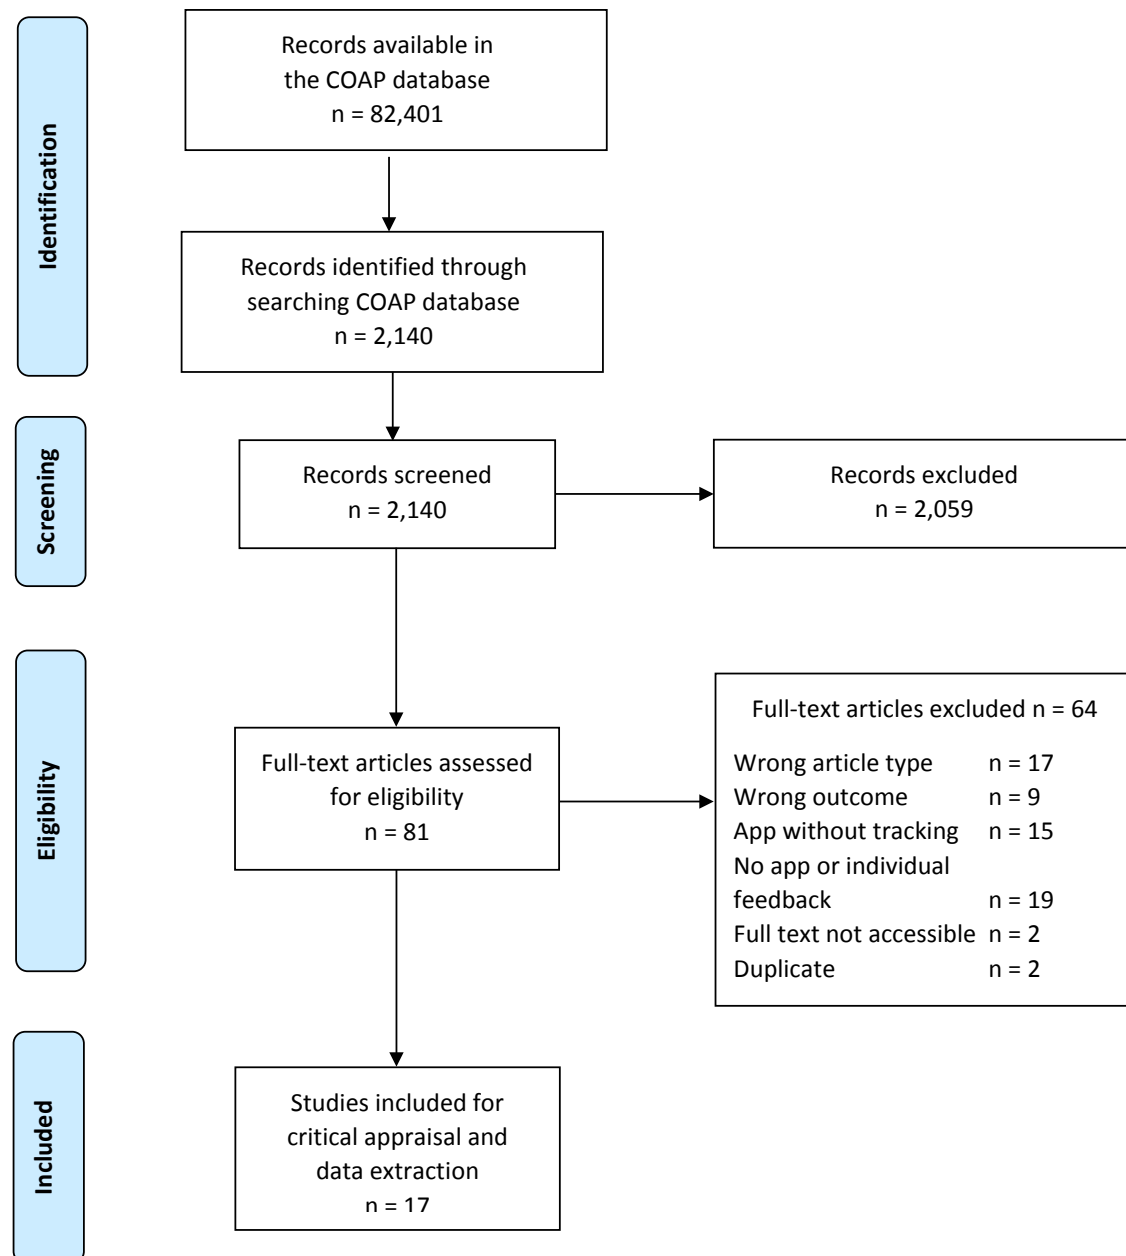 Identification
Records available in
the COAP database
n = 82,401
Records identified through
searching COAP database
n = 2,140
Screening
Records screened
n = 2,140
Records excluded
n = 2,059
Eligibility
Full-text articles assessed
for eligibility
n = 81
Full-text articles excluded n = 64
Wrong article type n = 17
Wrong outcome n = 9
App without tracking n = 15
No app or individual
feedback n = 19
Full text not accessible n = 2
Duplicate n = 2
Included
Studies included for
critical appraisal and
data extraction
n = 17